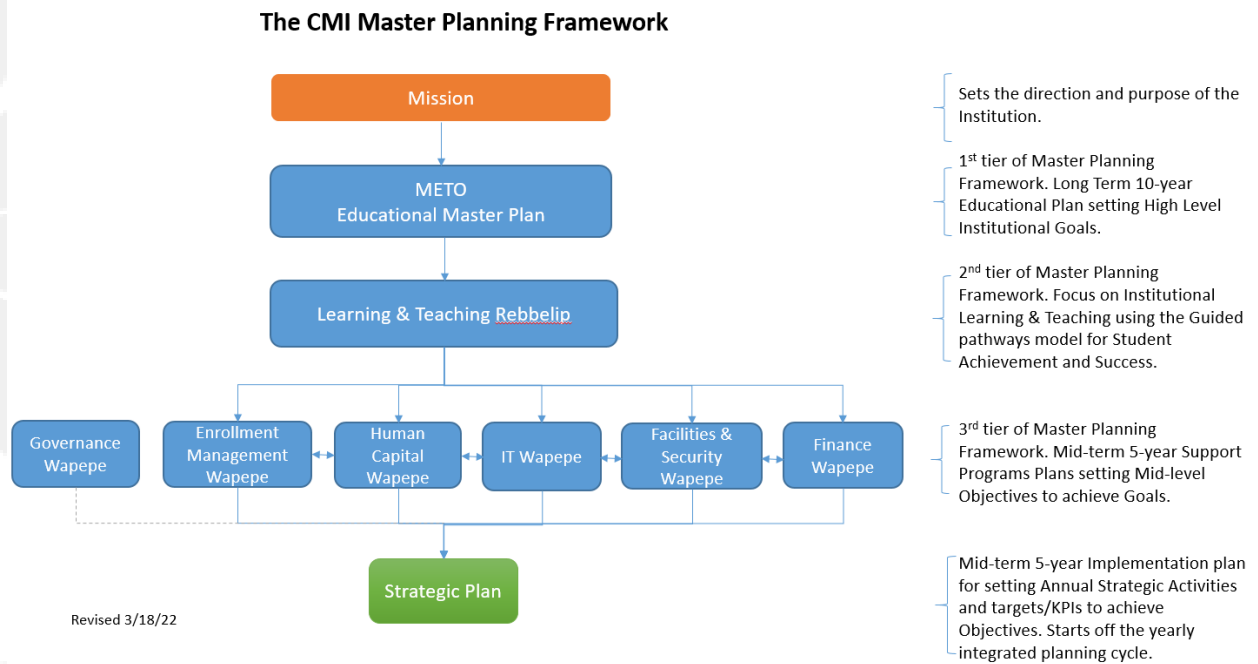 The CMI Master Planning Framework
Mission
Sets the direction and purpose of the
Institution.
METO
Educational Master Plan
1st tier of Master Planning
Framework. Long Term 10-year
Educational Plan setting High Level
Institutional Goals.
Learning & Teaching Rebbelip
2nd tier of Master Planning
Framework. Focus on Institutional
Learning & Teaching using the Guided
pathways model for Student
Achievement and Success.
Governance
Wapepe
Enrollment
Management
Wapepe
Human
Capital
Wapepe
IT Wapepe
Facilities &
Security
Wapepe
Finance
Wapepe
3rd tier of Master Planning
Framework. Mid-term 5-year Support
Programs Plans setting Mid-level
Objectives to achieve Goals.
Strategic Plan
Mid-term 5-year Implementation plan
for setting Annual Strategic Activities
and targets/KPIs to achieve
Objectives. Starts off the yearly
integrated planning cycle.
Revised 3/18/22